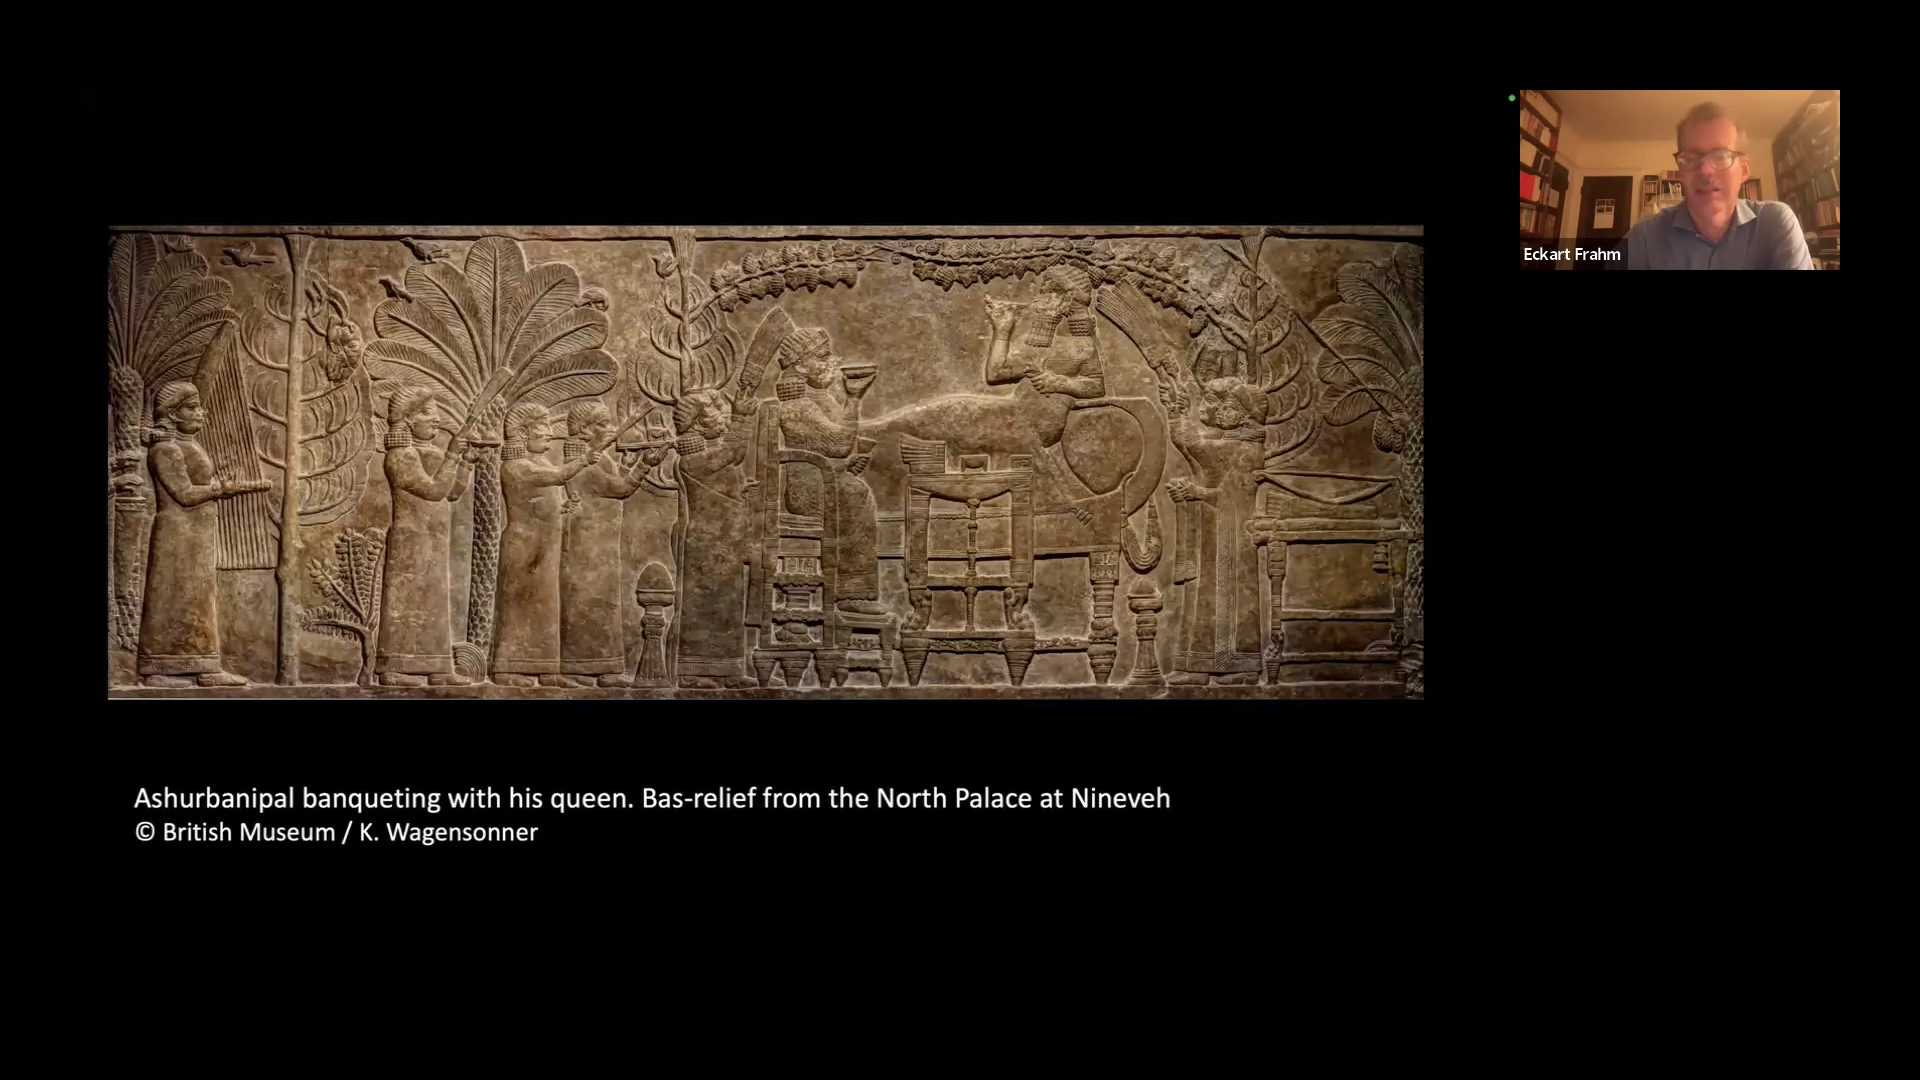 Eckart Frahm
Ashurbanipal banqueting with his queen. Bas-relief from the North Palace at Nineveh
© British Museum / K. Wagensonner